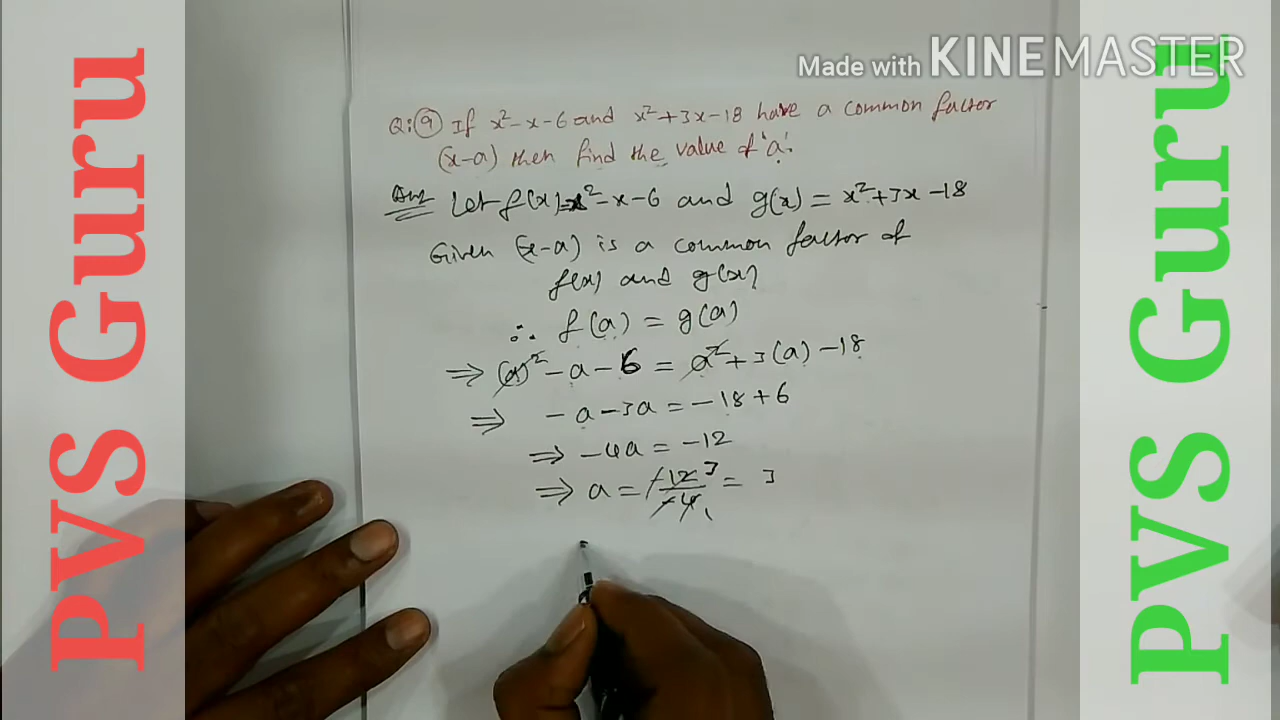 PVS Guru
Made with KINEMASTER
PVS Guru
Q:⑨ If x²-x-6 and x²+3x-18 have a common factor
(x-a) then find the value of 'a'.
Ans Let f(x)=x²-x-6 and g(x)=x²+3x-18
Given (x-a) is a common factor of
f(x) and g(x)
∴ f(a) = g(a)
⇒ (a)²-a-6 = a²+3(a)-18
⇒ -a-3a = -18+6
⇒ -4a = -12
⇒ a = -12/-4 = 3